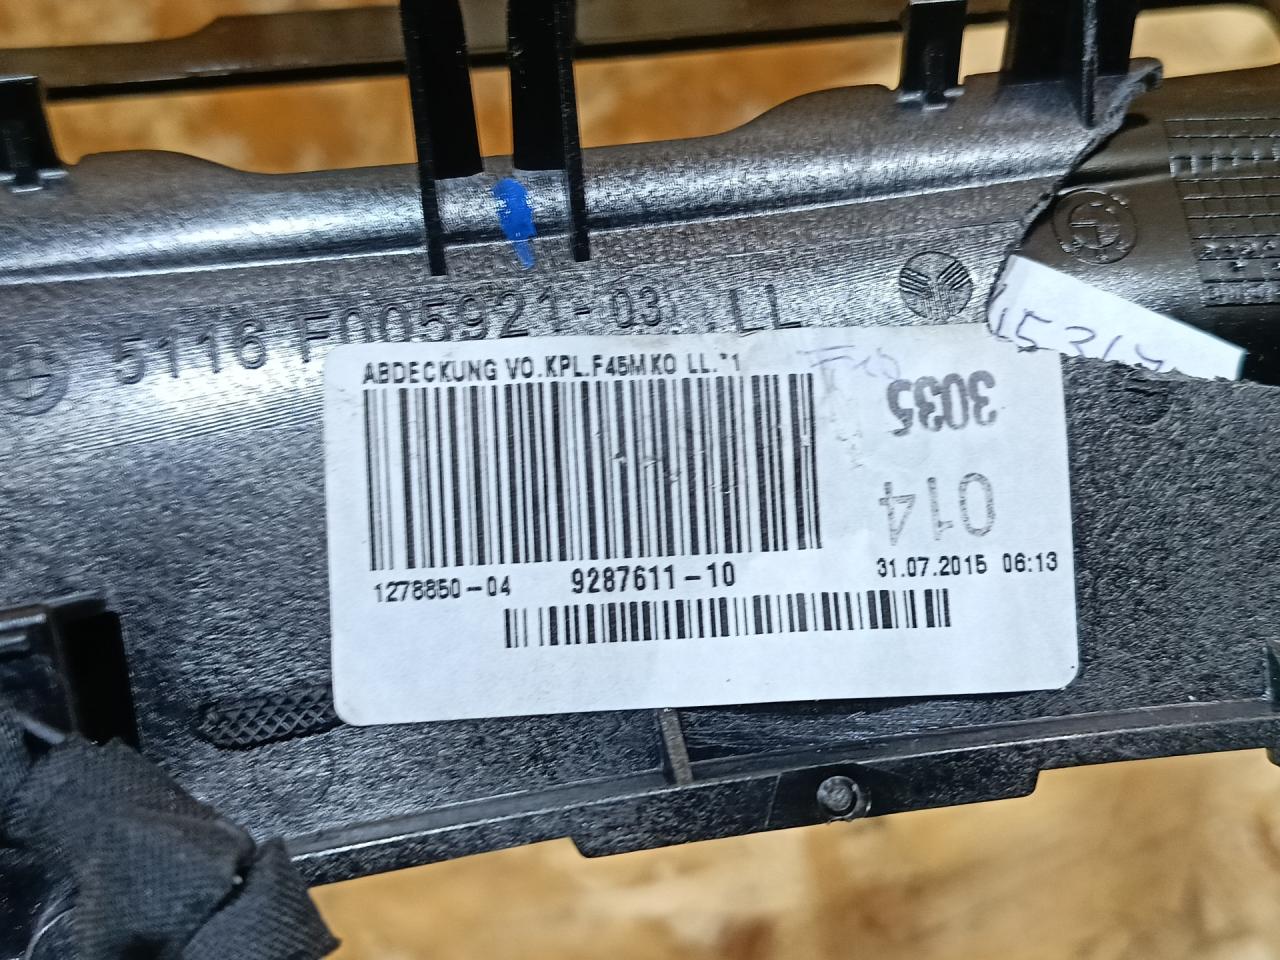 5116 F005921-03 LL
ABDECKUNG VO.KPL.F45MKO LL.*1
3035
014
1278850-04 9287611-10 31.07.2015 06:13